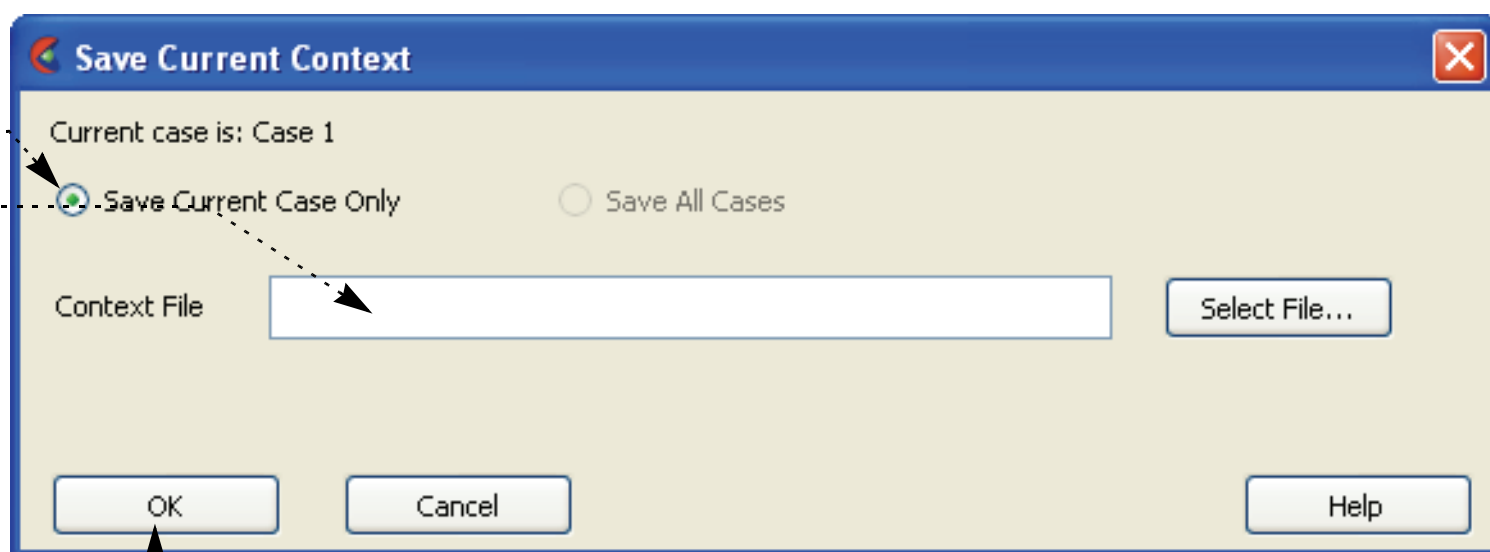 Save Current Context
Current case is: Case 1
Save Current Case Only Save All Cases
Context File Select File...
OK Cancel Help